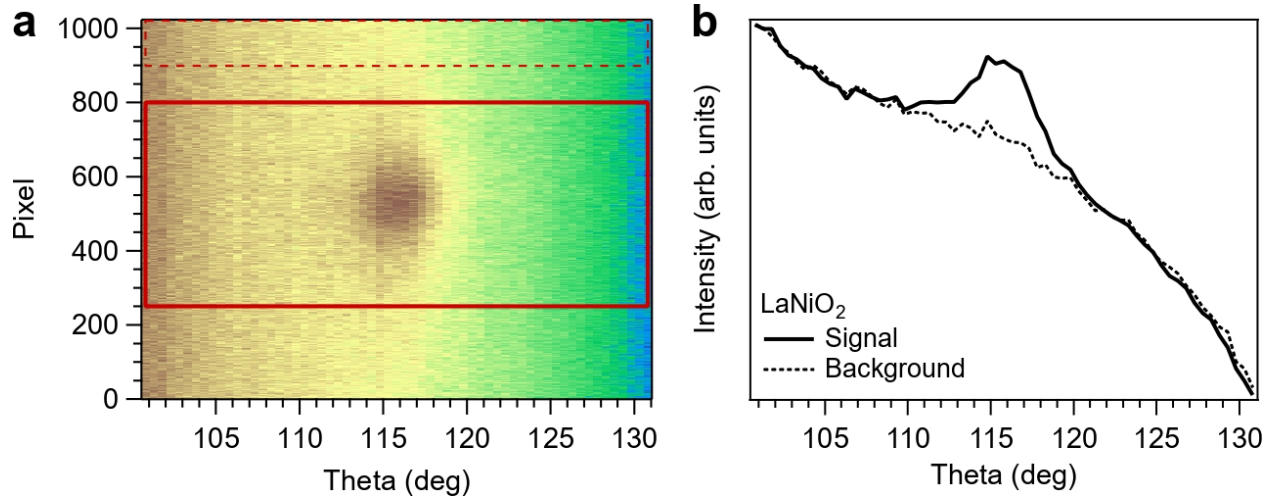 a
1000
800
600
400
200
0
Pixel
105 110 115 120 125 130
Theta (deg)
b
Intensity (arb. units)
LaNiO2
Signal
Background
105 110 115 120 125 130
Theta (deg)